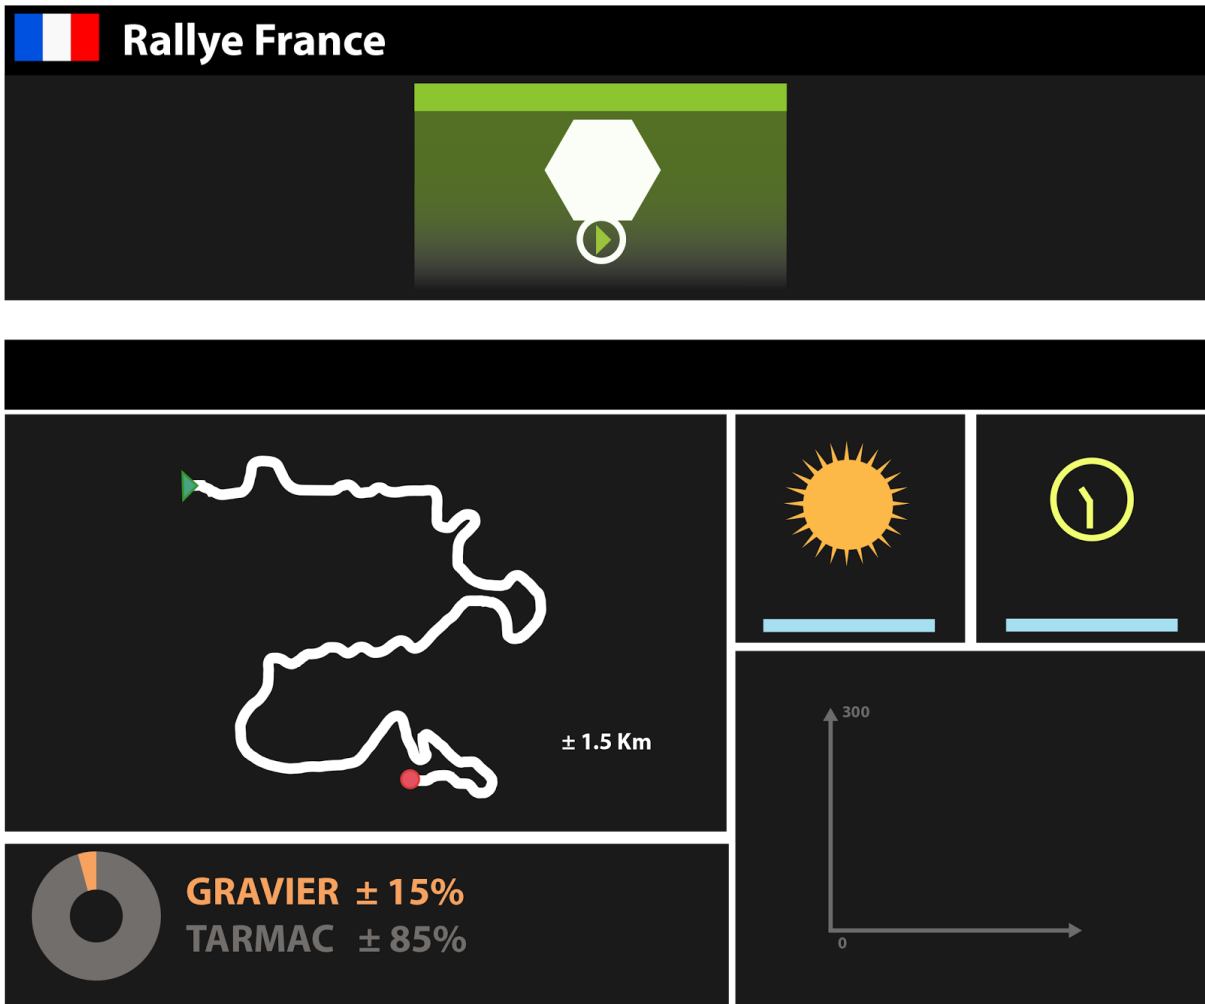 Rallye France
± 1.5 Km
GRAVIER ± 15%
TARMAC ± 85%
300
0